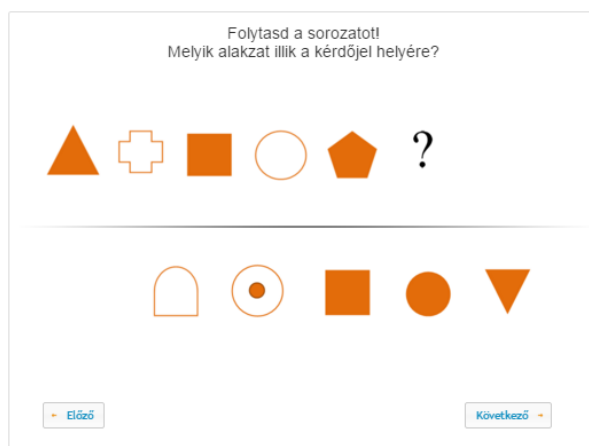 Folytasd a sorozatot!
Melyik alakzat illik a kérdőjel helyére?
?
Előző
Következő